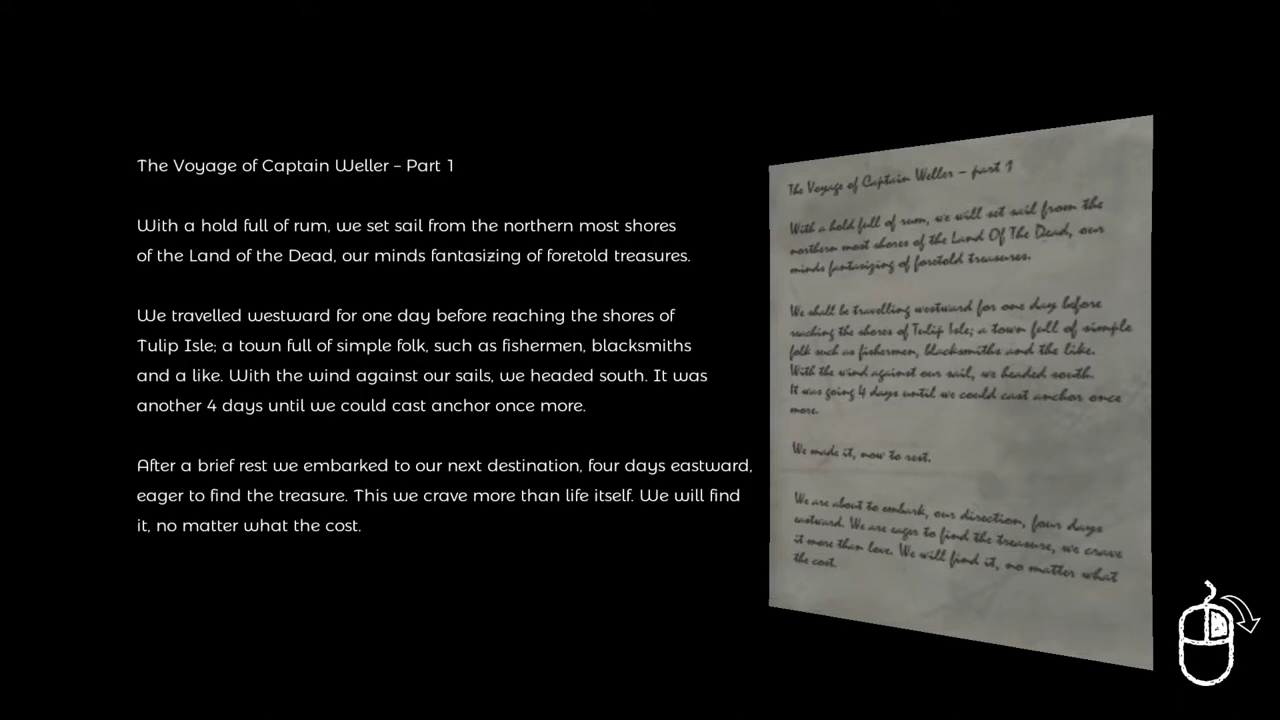 The Voyage of Captain Weller – Part 1
With a hold full of rum, we set sail from the northern most shores
of the Land of the Dead, our minds fantasizing of foretold treasures.
We travelled westward for one day before reaching the shores of
Tulip Isle; a town full of simple folk, such as fishermen, blacksmiths
and a like. With the wind against our sails, we headed south. It was
another 4 days until we could cast anchor once more.
After a brief rest we embarked to our next destination, four days eastward,
eager to find the treasure. This we crave more than life itself. We will find
it, no matter what the cost.
The Voyage of Captain Weller – part 1
With a hold full of rum, we will set sail from the
northern most shores of the Land Of The Dead, our
minds fantasizing of foretold treasures.
We shall be travelling westward for one day before
reaching the shores of Tulip Isle; a town full of simple
folk such as fishermen, blacksmiths and the like.
With the wind against our sail, we headed south.
It was going 4 days until we could cast anchor once
more.
We made it, now to rest.
We are about to embark, our direction, four days
eastward. We are eager to find the treasure, we crave
it more than love. We will find it, no matter what
the cost.